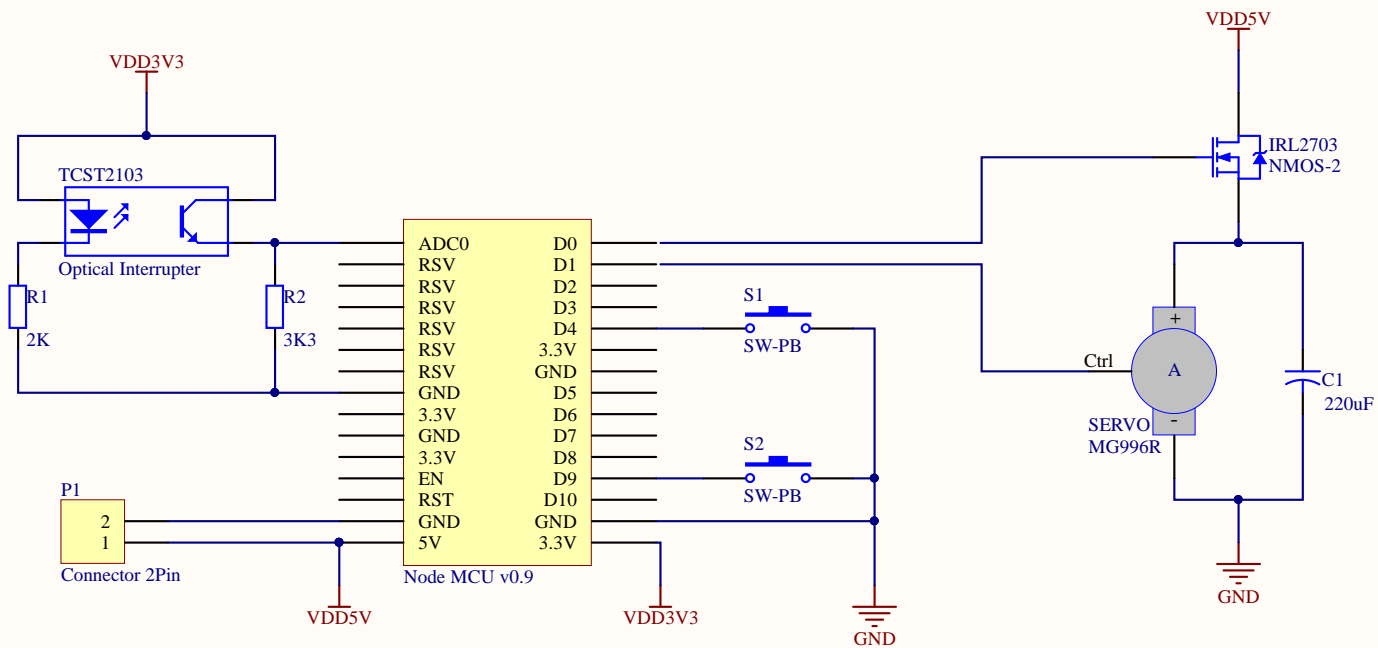 VDD5V
VDD3V3
IRL2703
NMOS-2
TCST2103
Optical Interrupter
R1
2K
R2
3K3
ADC0
RSV
RSV
RSV
RSV
RSV
RSV
GND
3.3V
GND
3.3V
EN
RST
GND
5V
D0
D1
D2
D3
D4
3.3V
GND
D5
D6
D7
D8
D9
D10
GND
3.3V
Node MCU v0.9
S1
SW-PB
S2
SW-PB
Ctrl
+
A
-
SERVO
MG996R
C1
220uF
P1
2
1
Connector 2Pin
VDD5V
VDD3V3
GND
GND